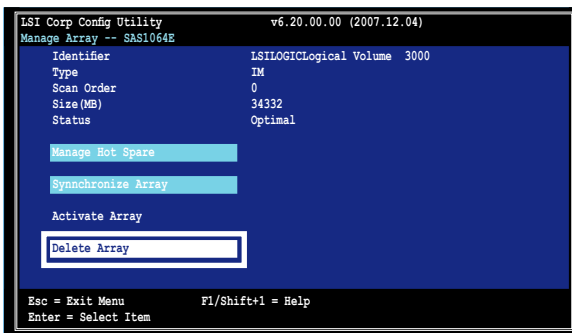 LSI Corp Config Utility v6.20.00.00 (2007.12.04)
Manage Array -- SAS1064E
Identifier LSILOGICLogical Volume 3000
Type IM
Scan Order 0
Size(MB) 34332
Status Optimal
Manage Hot Spare
Synnchronize Array
Activate Array
Delete Array
Esc = Exit Menu F1/Shift+1 = Help
Enter = Select Item